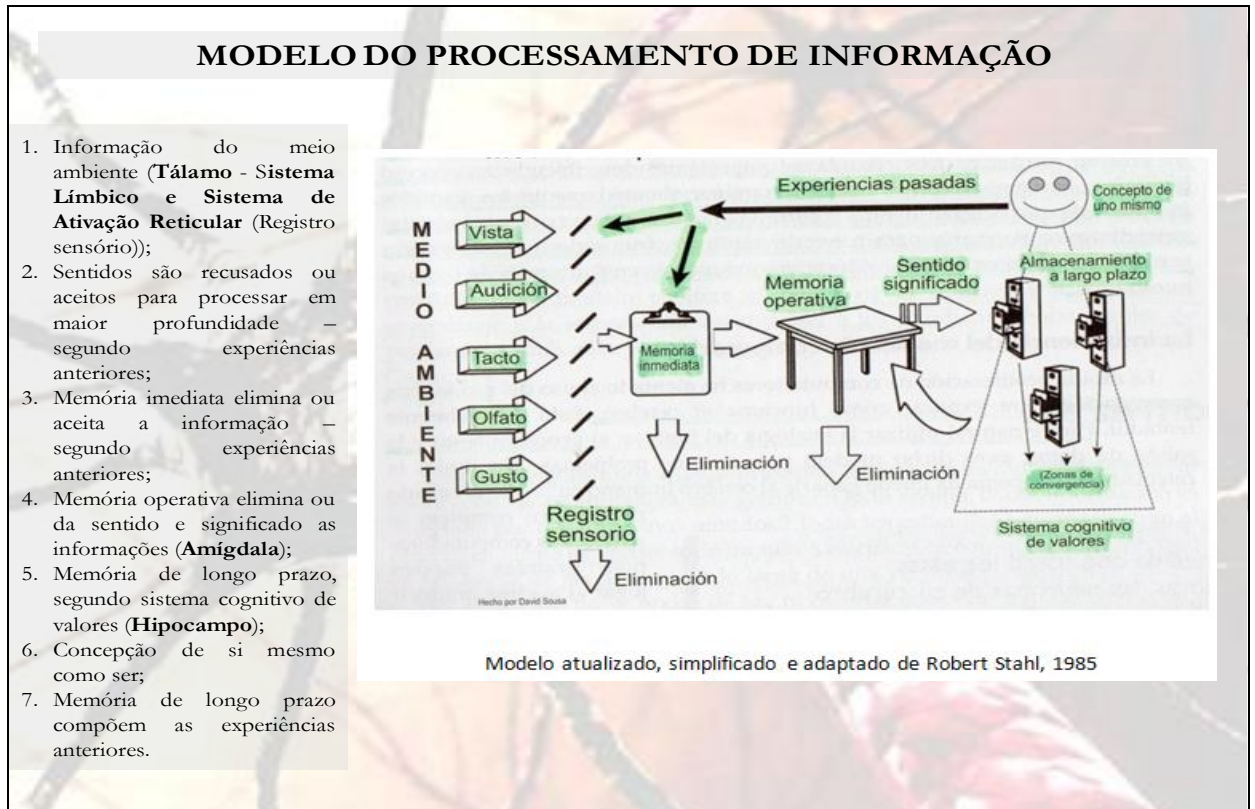 MODELO DO PROCESSAMENTO DE INFORMAÇÃO
1. Informação do meio
ambiente (Tálamo - Sistema
Límbico e Sistema de
Ativação Reticular (Registro
sensório));
2. Sentidos são recusados ou
aceitos para processar em
maior profundidade –
segundo experiências
anteriores;
3. Memória imediata elimina ou
aceita a informação –
segundo experiências
anteriores;
4. Memória operativa elimina ou
da sentido e significado as
informações (Amígdala);
5. Memória de longo prazo,
segundo sistema cognitivo de
valores (Hipocampo);
6. Concepção de si mesmo
como ser;
7. Memória de longo prazo
compõem as experiências
anteriores.
MEDIO AMBIENTE
Vista
Audición
Tacto
Olfato
Gusto
Registro
sensorio
Eliminación
Hecho por David Sousa
Experiencias pasadas
Memoria
inmediata
Eliminación
Memoria
operativa
Eliminación
Sentido
significado
Concepto de
uno mismo
Almacenamiento
a largo plazo
(Zonas de
convergencia)
Sistema cognitivo
de valores
Modelo atualizado, simplificado e adaptado de Robert Stahl, 1985